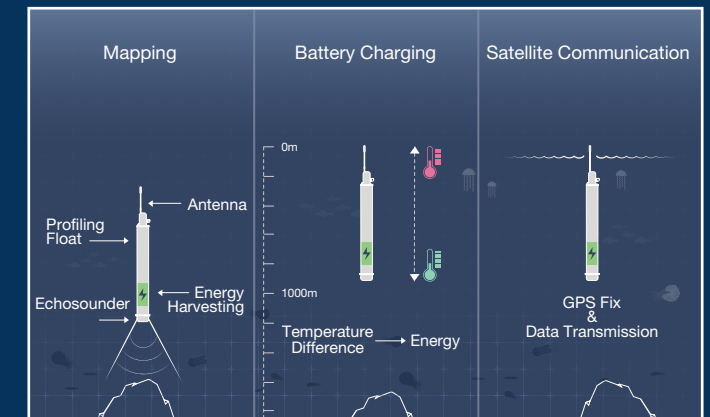 Mapping
Antenna
Profiling
Float
Energy
Harvesting
Echosounder
Battery Charging
0m
1000m
Temperature
Difference
Energy
Satellite Communication
GPS Fix
&
Data Transmission